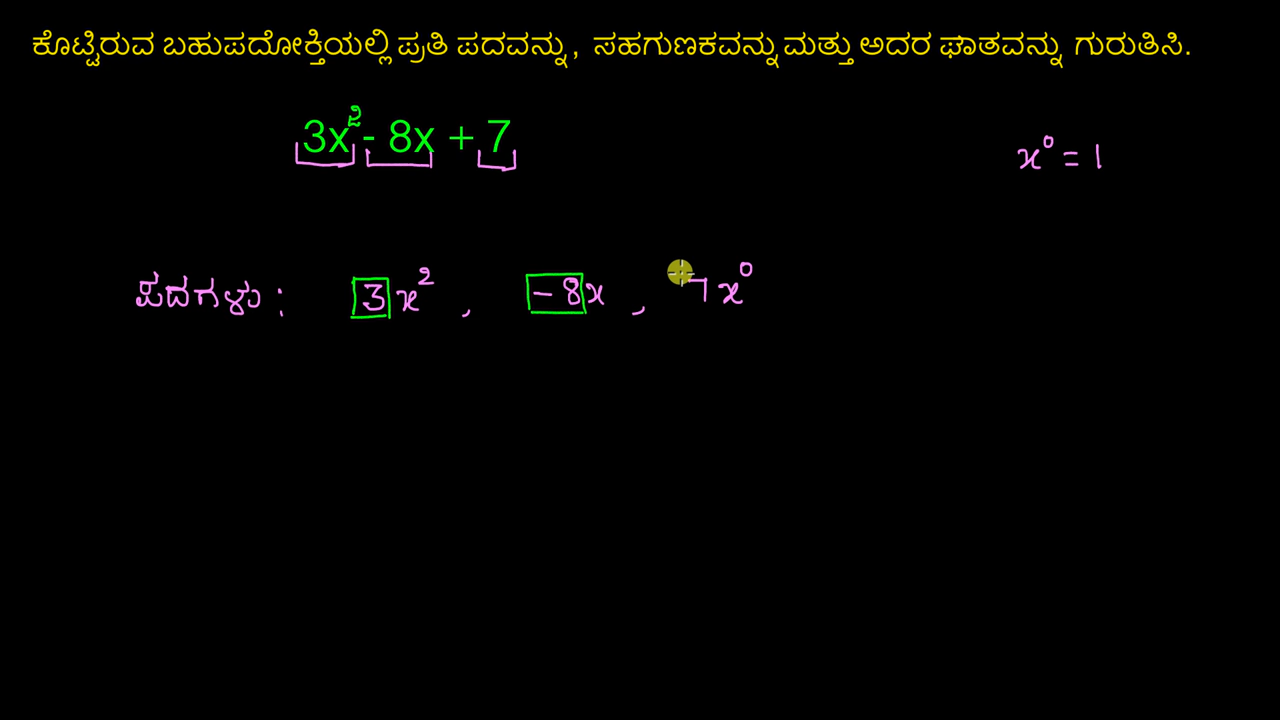 ಕೊಟ್ಟಿರುವ ಬಹುಪದೋಕ್ತಿಯಲ್ಲಿ ಪ್ರತಿ ಪದವನ್ನು , ಸಹಗುಣಕವನ್ನು ಮತ್ತು ಅದರ ಘಾತವನ್ನು ಗುರುತಿಸಿ.
3x² - 8x + 7
x⁰ = 1
ಪದಗಳು : 3x² , -8x , 7x⁰